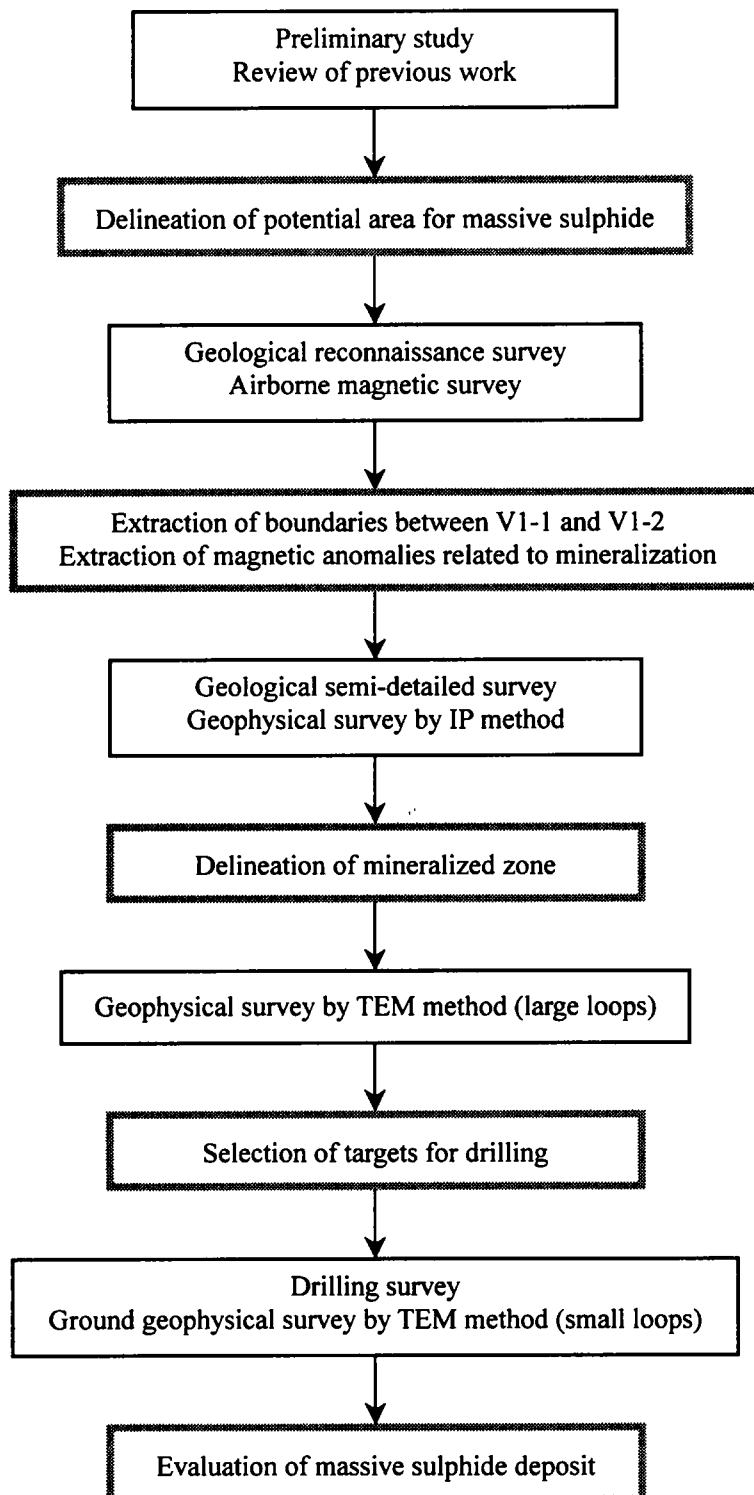 Preliminary study
Review of previous work
Delineation of potential area for massive sulphide
Geological reconnaissance survey
Airborne magnetic survey
Extraction of boundaries between V1-1 and V1-2
Extraction of magnetic anomalies related to mineralization
Geological semi-detailed survey
Geophysical survey by IP method
Delineation of mineralized zone
Geophysical survey by TEM method (large loops)
Selection of targets for drilling
Drilling survey
Ground geophysical survey by TEM method (small loops)
Evaluation of massive sulphide deposit